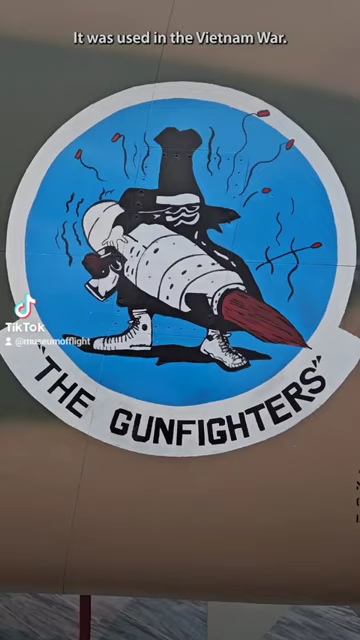 It was used in the Vietnam War.
TikTok
@museumofflight
"THE GUNFIGHTERS"